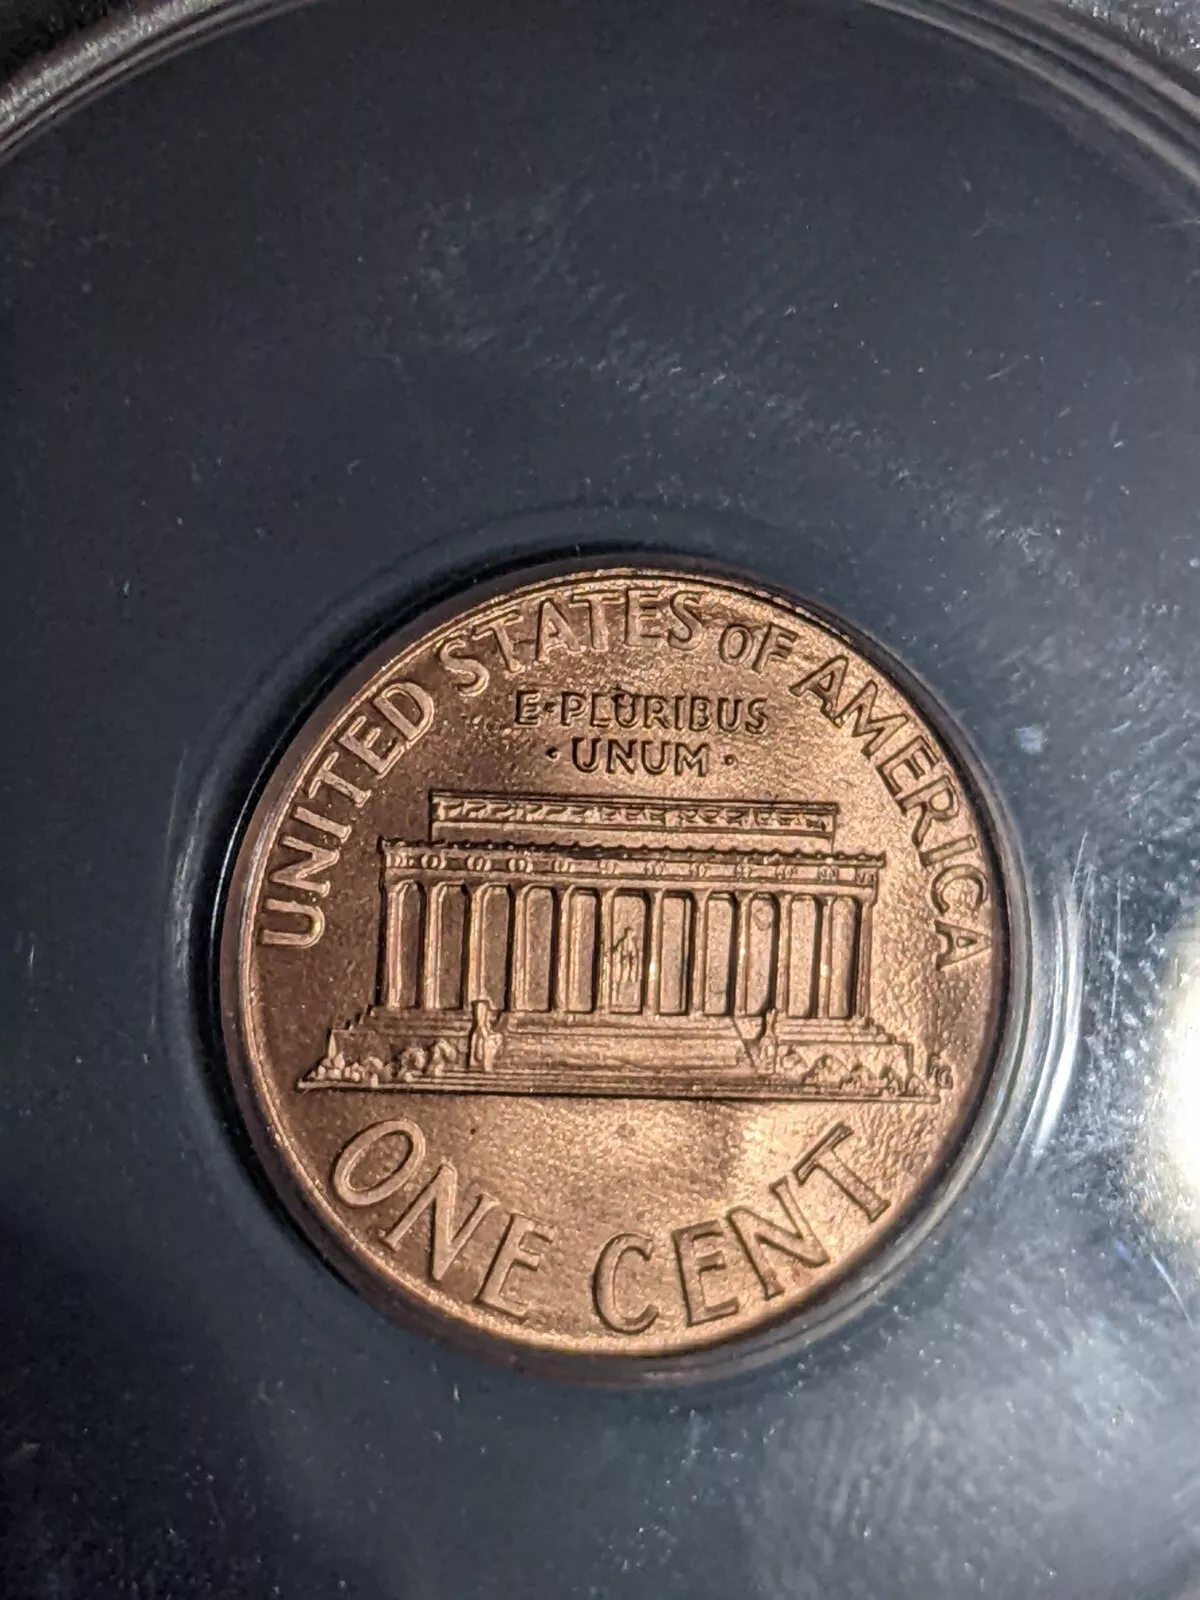 UNITED STATES OF AMERICA
E·PLURIBUS
·UNUM·
ONE CENT